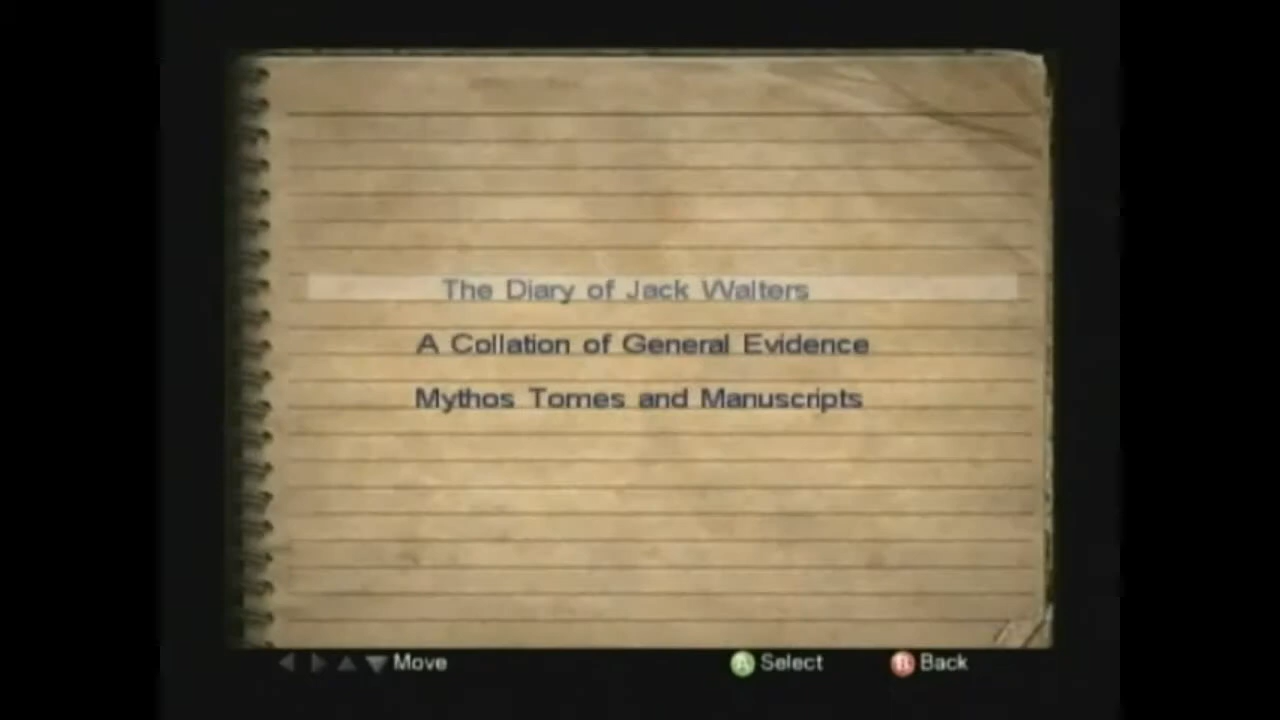 The Diary of Jack Walters
A Collation of General Evidence
Mythos Tomes and Manuscripts
Move
A Select
B Back